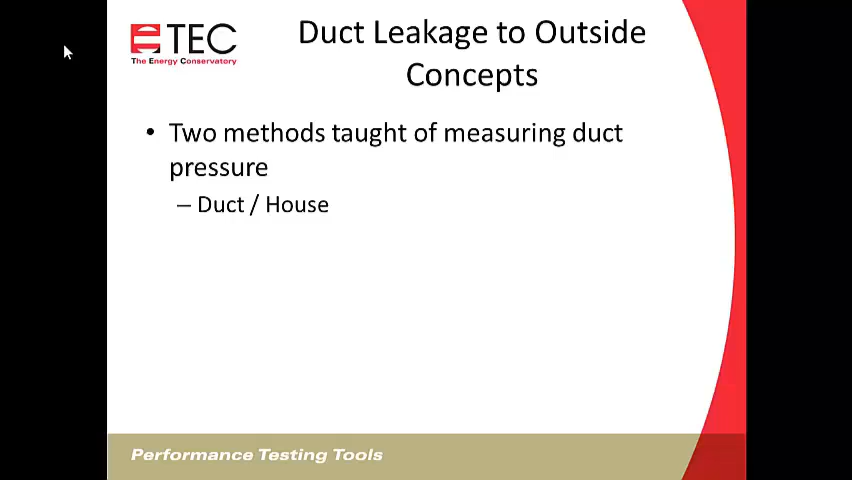 TEC
The Energy Conservatory
Duct Leakage to Outside
Concepts
• Two methods taught of measuring duct
pressure
– Duct / House
Performance Testing Tools